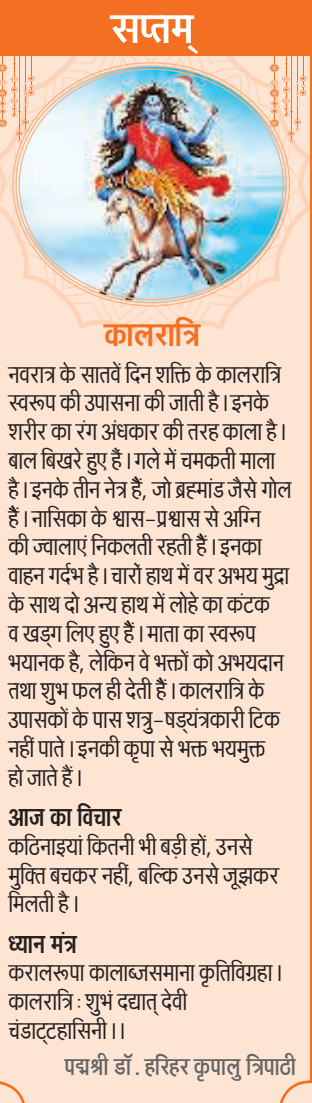 सप्तम्
कालरात्रि
नवरात्र के सातवें दिन शक्ति के कालरात्रि
स्वरूप की उपासना की जाती है। इनके
शरीर का रंग अंधकार की तरह काला है।
बाल बिखरे हुए हैं। गले में चमकती माला
है। इनके तीन नेत्र हैं, जो ब्रह्मांड जैसे गोल
हैं। नासिका के श्वास-प्रश्वास से अग्नि
की ज्वालाएं निकलती रहती हैं। इनका
वाहन गर्दभ है। चारों हाथ में वर अभय मुद्रा
के साथ दो अन्य हाथ में लोहे का कंटक
व खड्ग लिए हुए हैं। माता का स्वरूप
भयानक है, लेकिन वे भक्तों को अभयदान
तथा शुभ फल ही देती हैं। कालरात्रि के
उपासकों के पास शत्रु-षड्यंत्रकारी टिक
नहीं पाते। इनकी कृपा से भक्त भयमुक्त
हो जाते हैं।
आज का विचार
कठिनाइयां कितनी भी बड़ी हों, उनसे
मुक्ति बचकर नहीं, बल्कि उनसे जूझकर
मिलती है।
ध्यान मंत्र
करालरूपा कालाब्जसमाना कृतिविग्रहा।
कालरात्रि : शुभं दद्यात् देवी
चंडाट्टहासिनी।।
पद्मश्री डॉ. हरिहर कृपालु त्रिपाठी